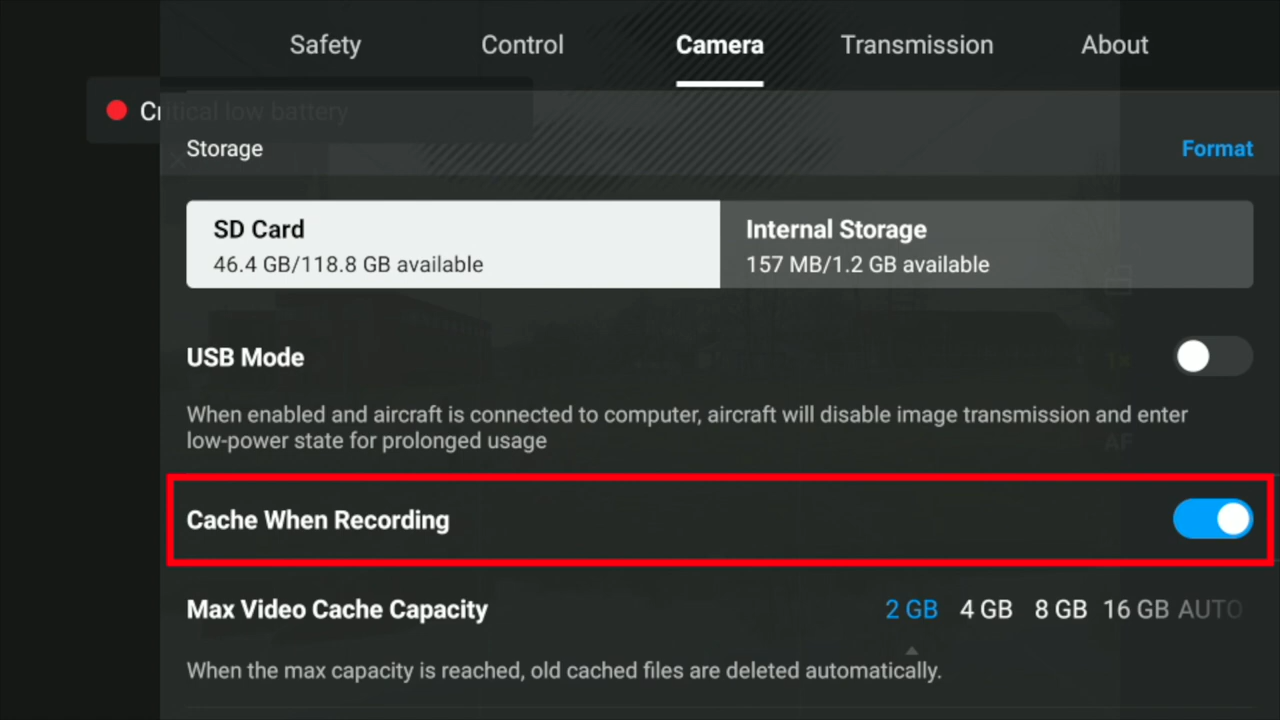 Safety
Control
Camera
Transmission
About
Critical low battery
Storage
Format
SD Card
46.4 GB/118.8 GB available
Internal Storage
157 MB/1.2 GB available
USB Mode
1×
When enabled and aircraft is connected to computer, aircraft will disable image transmission and enter
low-power state for prolonged usage
AF
Cache When Recording
Max Video Cache Capacity
2 GB 4 GB 8 GB 16 GB AUTO
When the max capacity is reached, old cached files are deleted automatically.